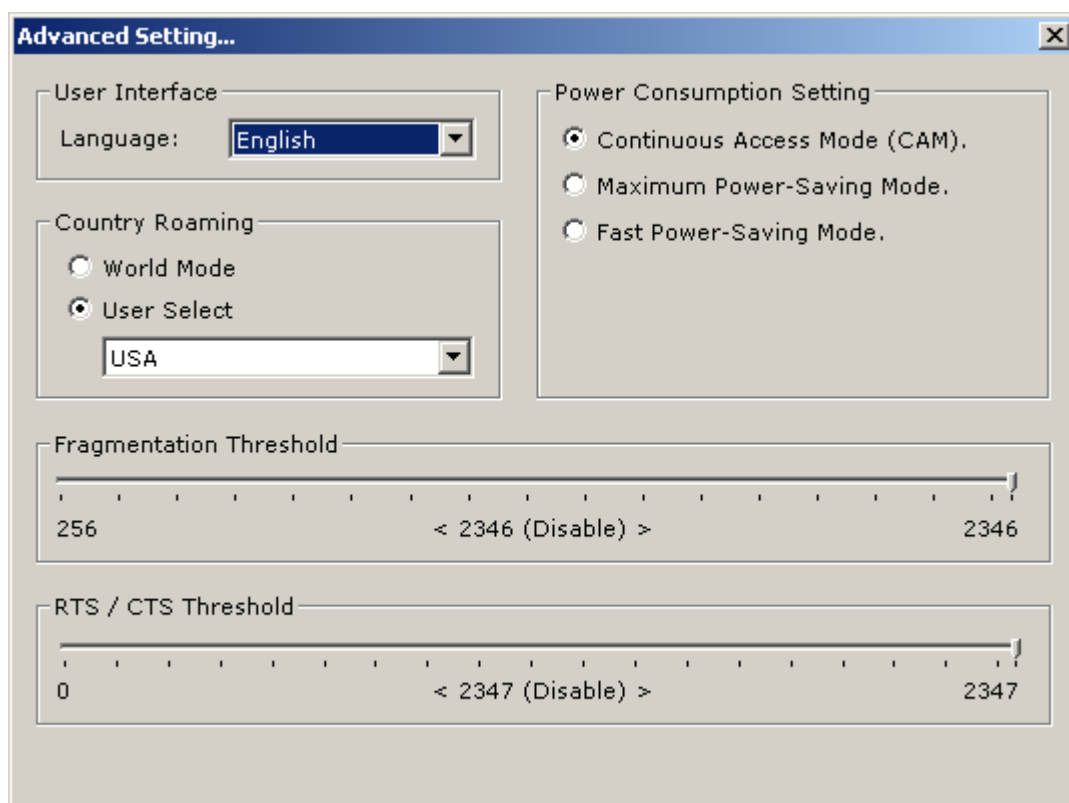 Advanced Setting...
User Interface
Language:
English
Country Roaming
World Mode
User Select
USA
Power Consumption Setting
Continuous Access Mode (CAM).
Maximum Power-Saving Mode.
Fast Power-Saving Mode.
Fragmentation Threshold
256
< 2346 (Disable) >
2346
RTS / CTS Threshold
0
< 2347 (Disable) >
2347